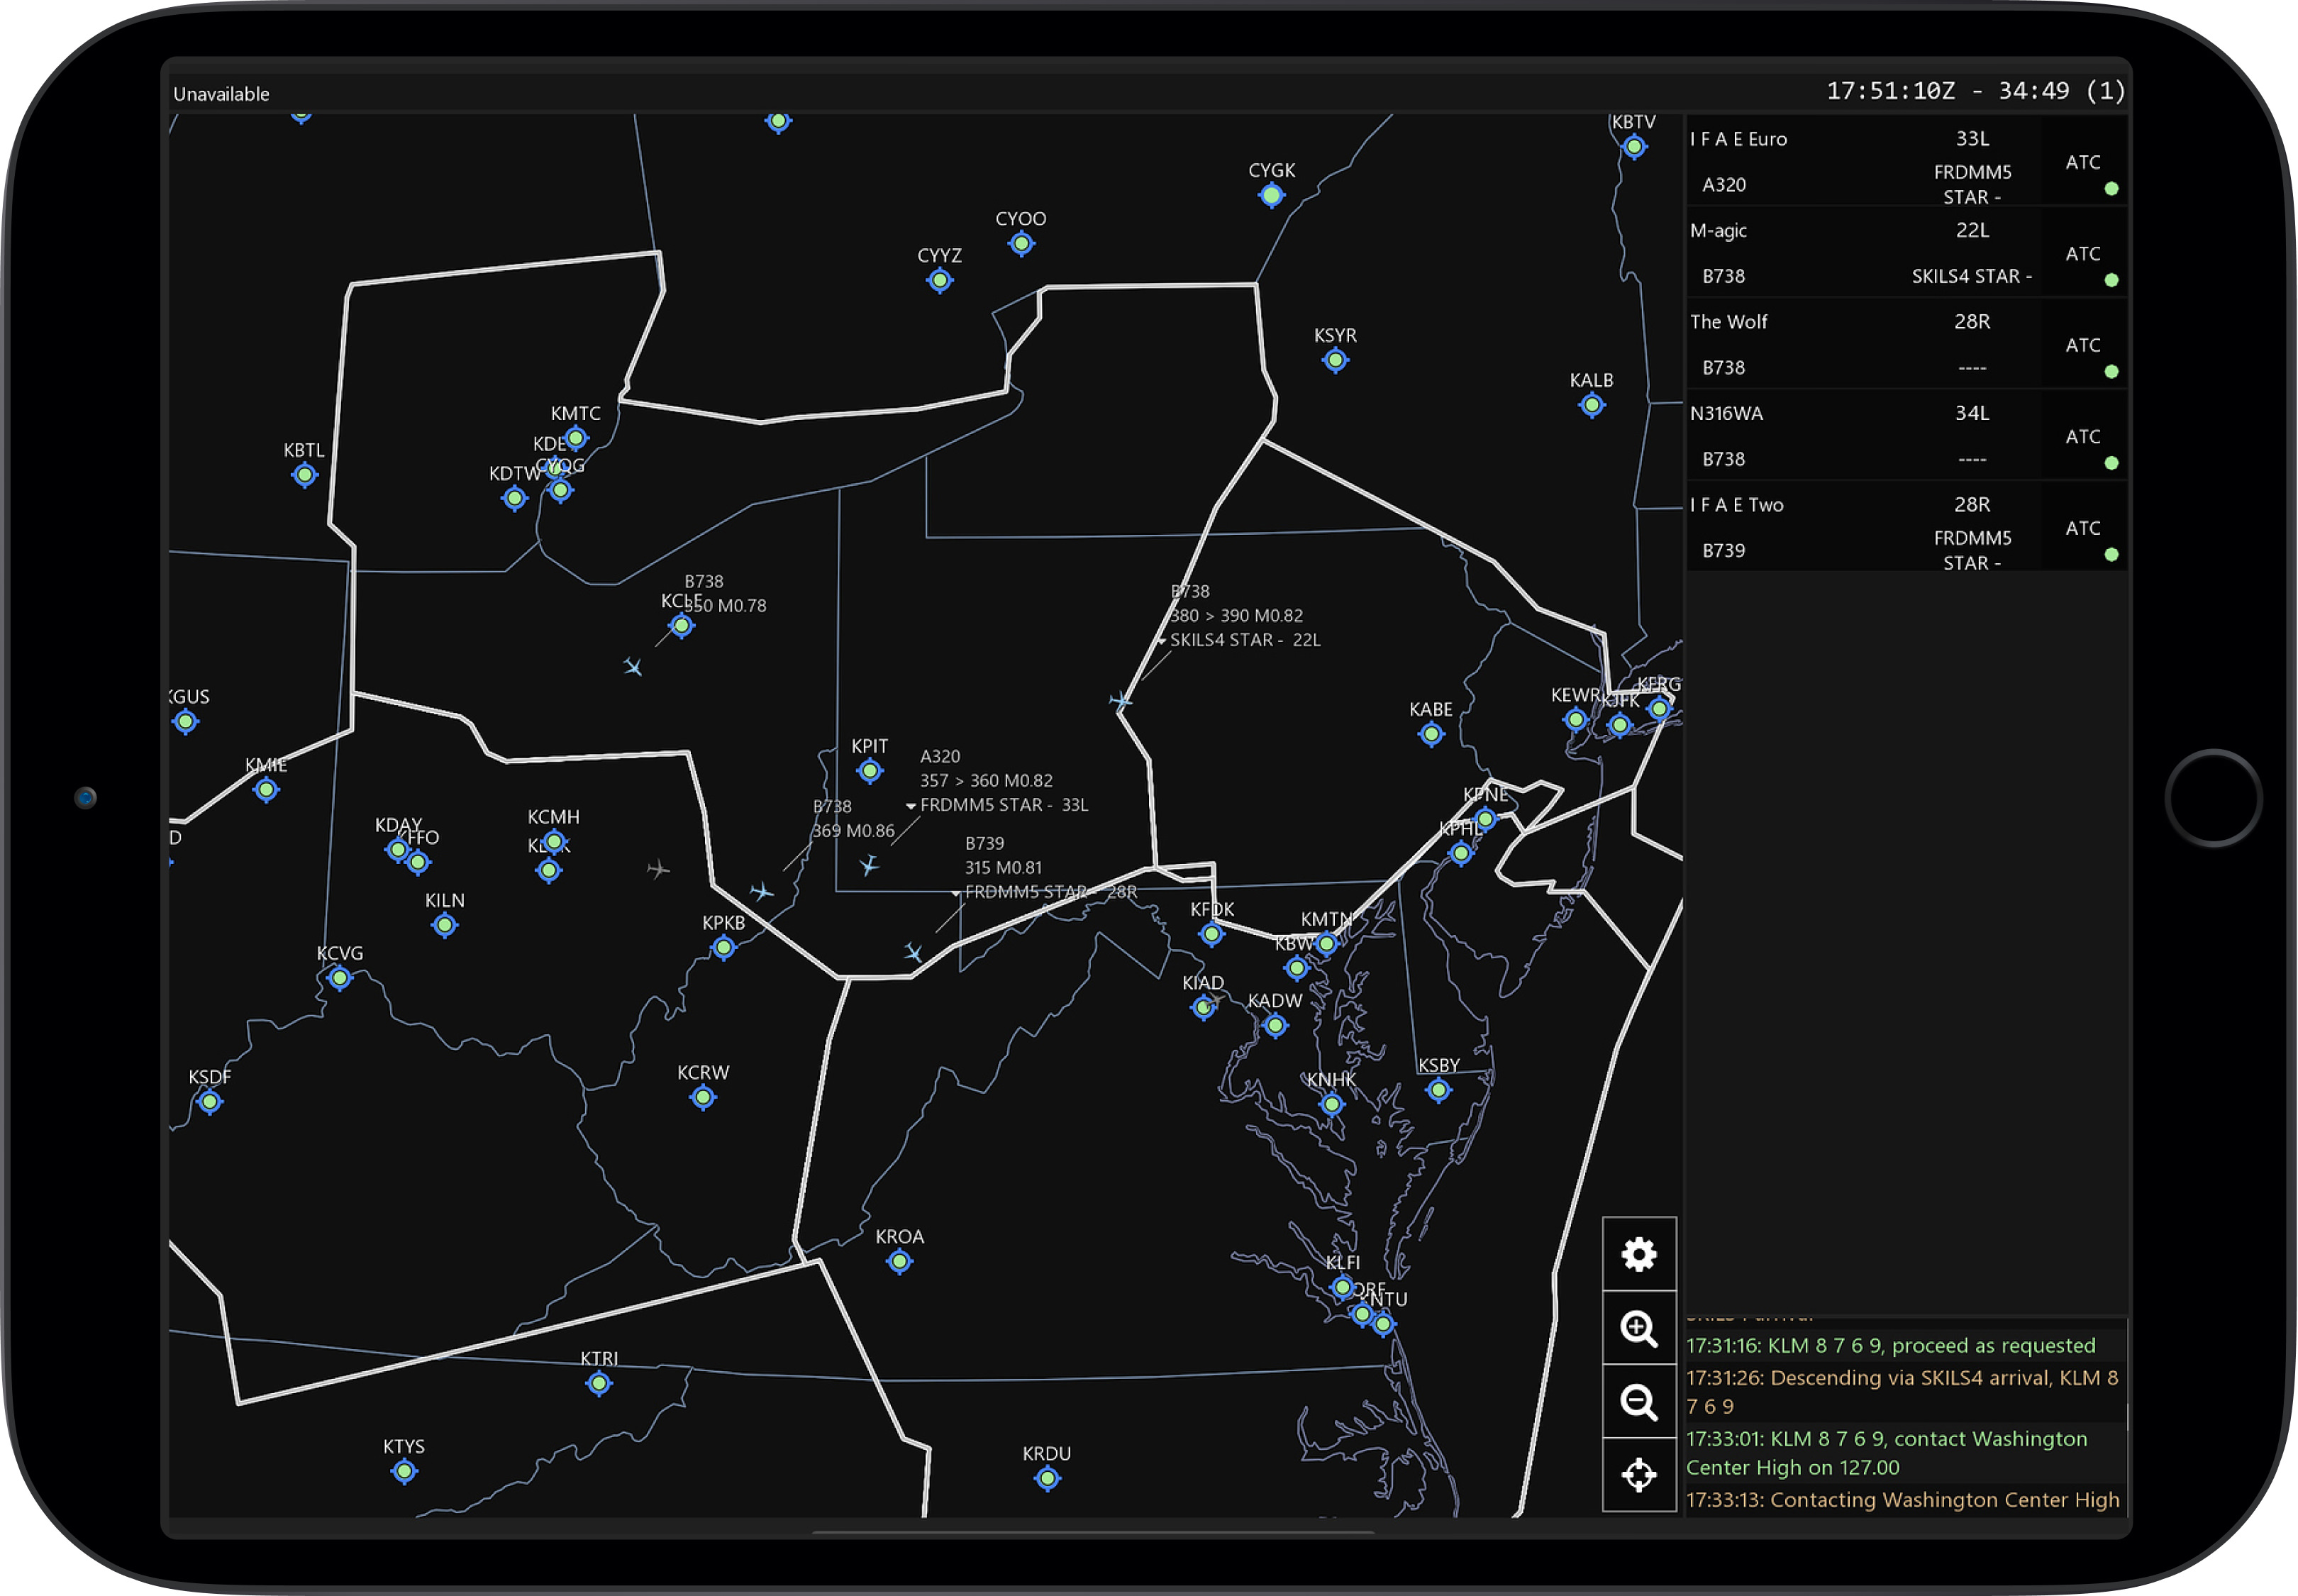 Unavailable
17:51:10Z - 34:49 (1)
KBTV
CYGK
CYOO
CYYZ
KSYR
KALB
KMTC
KBTL
KDTW
CYQG
B738
350 M0.78
B738
380 > 390 M0.82
SKILS4 STAR - 22L
KGUS
KFRG
KEWR
KJFK
KABE
KPIT
A320
357 > 360 M0.82
FRDMM5 STAR - 33L
KMIE
B738
369 M0.86
KPNE
KCMH
KDAY
KFFO
KPHL
B739
315 M0.81
FRDMM5 STAR - 28R
KILN
KFDK
KMTN
KPKB
KCVG
KIAD
KADW
KSBY
KCRW
KSDF
KNHK
KROA
KLFI
KTRI
KTYS
KRDU
I F A E Euro 33L ATC
A320 FRDMM5
STAR -
M-agic 22L ATC
B738 SKILS4 STAR -
The Wolf 28R ATC
B738 ----
N316WA 34L ATC
B738 ----
I F A E Two 28R ATC
B739 FRDMM5
STAR -
17:31:16: KLM 8 7 6 9, proceed as requested
17:31:26: Descending via SKILS4 arrival, KLM 8
7 6 9
17:33:01: KLM 8 7 6 9, contact Washington
Center High on 127.00
17:33:13: Contacting Washington Center High